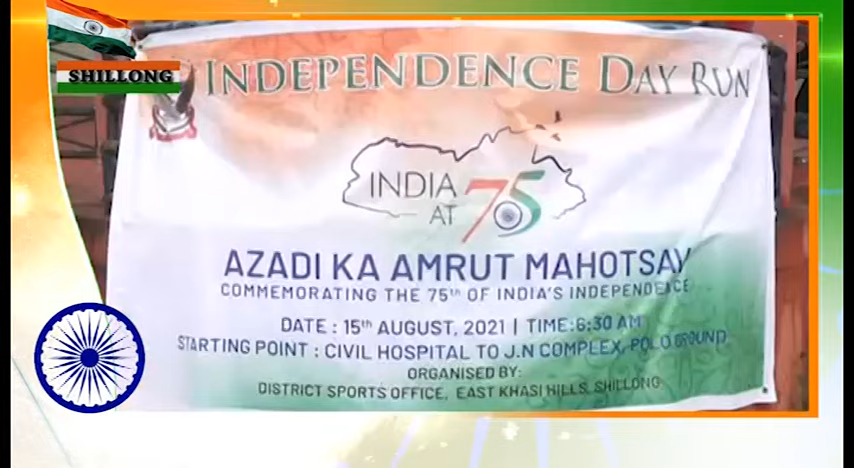 SHILLONG
INDEPENDENCE DAY RUN
INDIA
AT 75
AZADI KA AMRUT MAHOTSAV
COMMEMORATING THE 75th OF INDIA'S INDEPENDENCE
DATE : 15th AUGUST, 2021 | TIME:6:30 AM
STARTING POINT : CIVIL HOSPITAL TO J.N COMPLEX, POLO GROUND
ORGANISED BY:
DISTRICT SPORTS OFFICE, EAST KHASI HILLS, SHILLONG